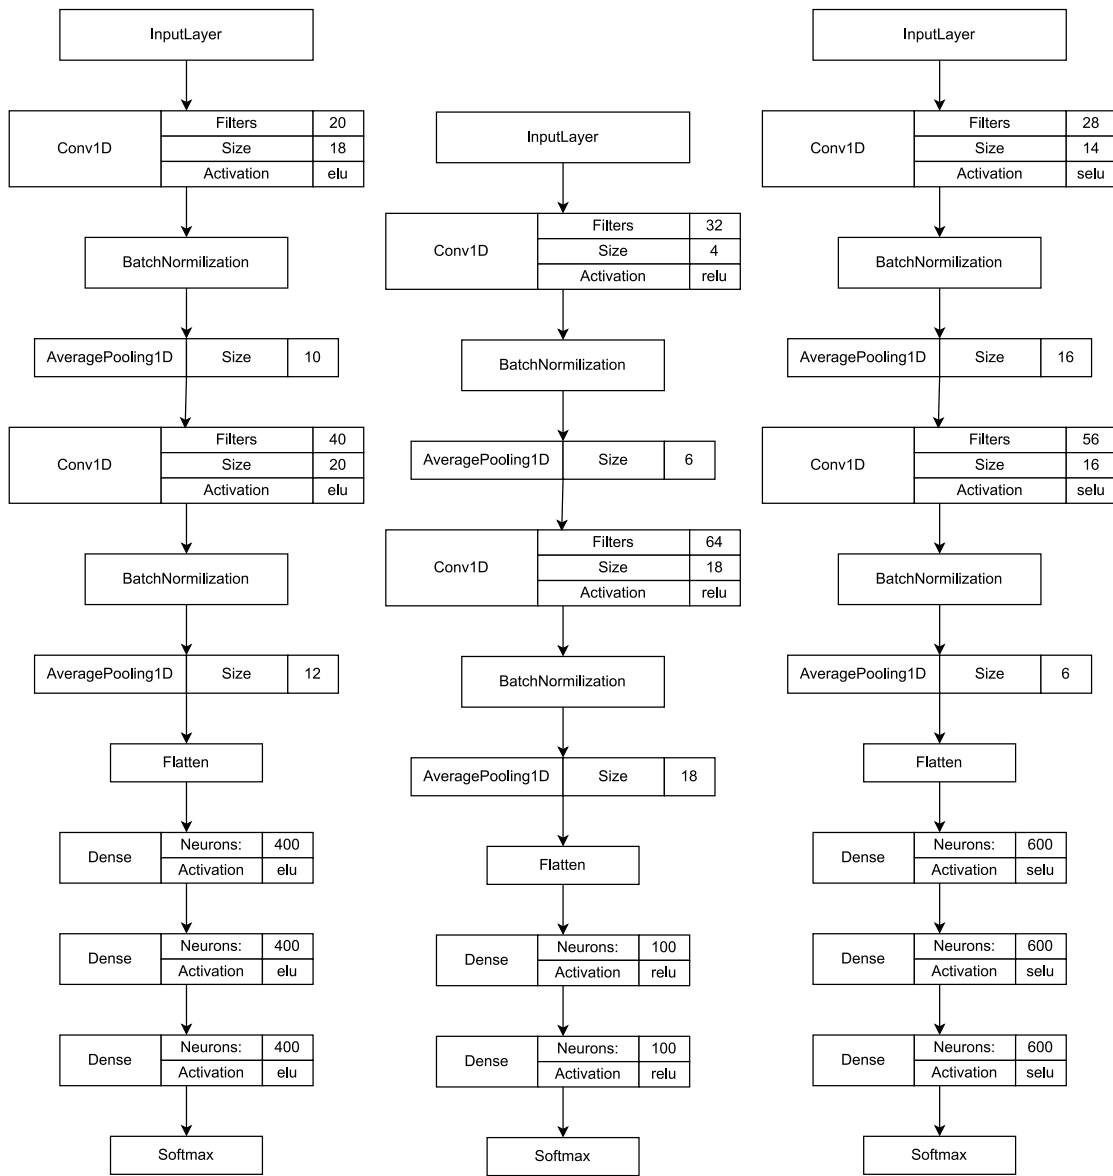 InputLayer
Conv1D
Filters 20
Size 18
Activation elu
BatchNormilization
AveragePooling1D Size 10
Conv1D
Filters 40
Size 20
Activation elu
BatchNormilization
AveragePooling1D Size 12
Flatten
Dense
Neurons: 400
Activation elu
Dense
Neurons: 400
Activation elu
Dense
Neurons: 400
Activation elu
Softmax
InputLayer
Conv1D
Filters 32
Size 4
Activation relu
BatchNormilization
AveragePooling1D Size 6
Conv1D
Filters 64
Size 18
Activation relu
BatchNormilization
AveragePooling1D Size 18
Flatten
Dense
Neurons: 100
Activation relu
Dense
Neurons: 100
Activation relu
Softmax
InputLayer
Conv1D
Filters 28
Size 14
Activation selu
BatchNormilization
AveragePooling1D Size 16
Conv1D
Filters 56
Size 16
Activation selu
BatchNormilization
AveragePooling1D Size 6
Flatten
Dense
Neurons: 600
Activation selu
Dense
Neurons: 600
Activation selu
Dense
Neurons: 600
Activation selu
Softmax